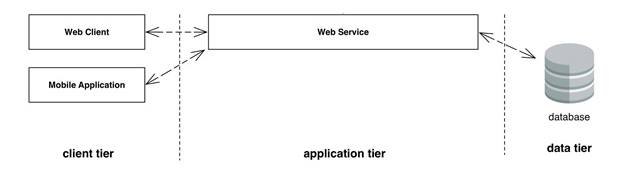 Web Client
Web Service
Mobile Application
database
client tier
application tier
data tier